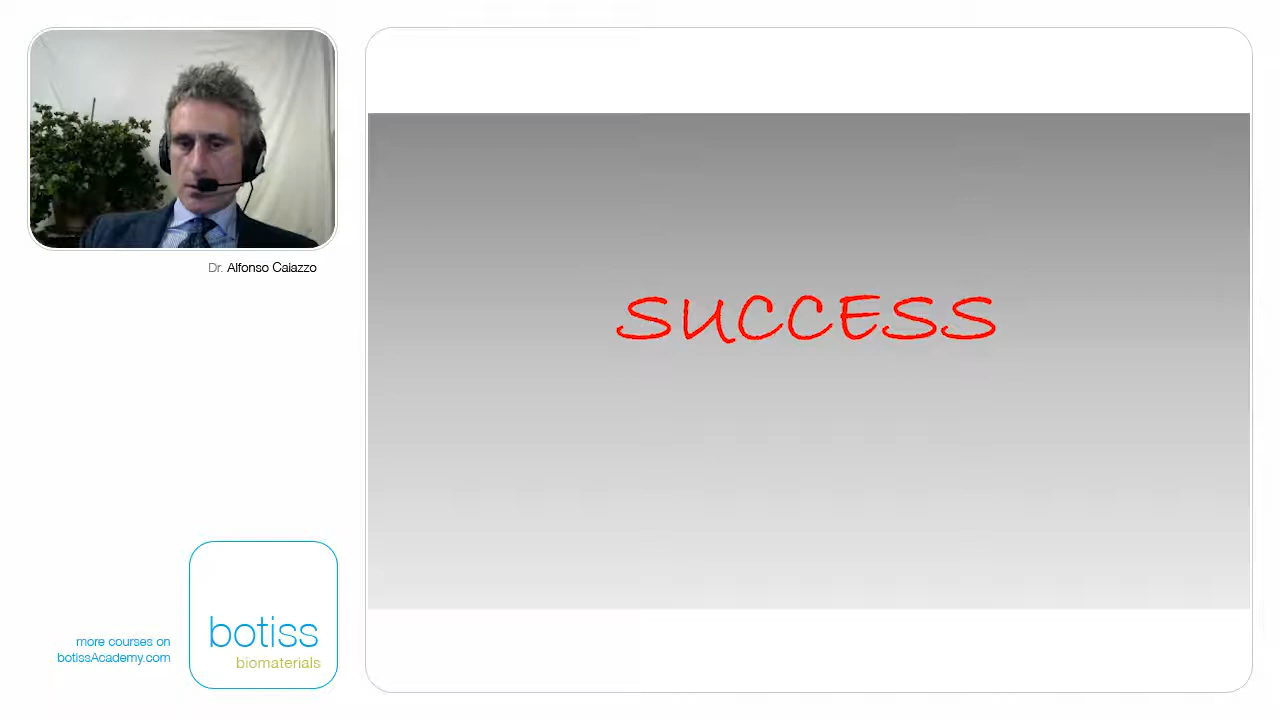 Dr. Alfonso Caiazzo
SUCCESS
more courses on
botissAcademy.com
botiss
biomaterials